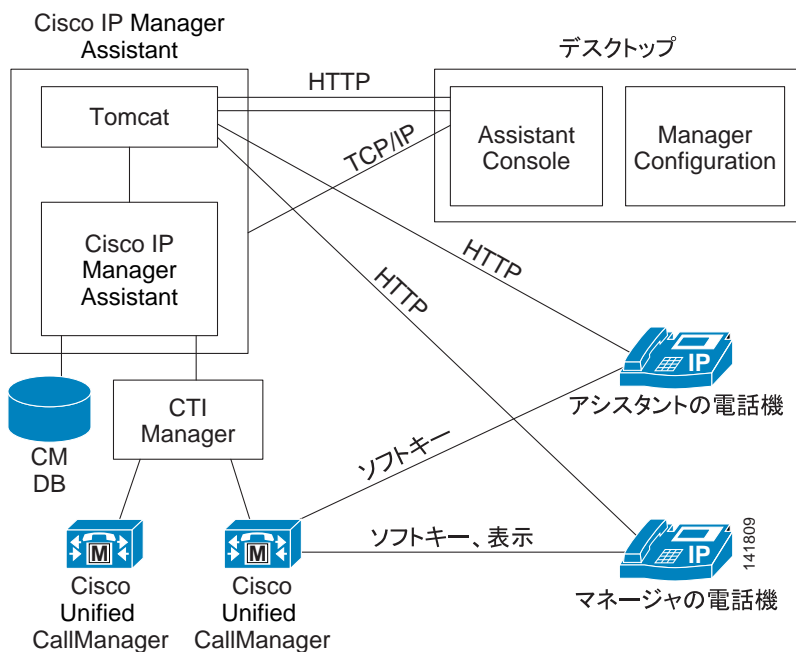 Cisco IP Manager
Assistant
デスクトップ
HTTP
Tomcat
Assistant
Console
Manager
Configuration
TCP/IP
Cisco IP
Manager
Assistant
HTTP
HTTP
IP
アシスタントの電話機
CTI
Manager
CM
DB
ソフトキー
M
M
ソフトキー、表示
IP
141809
Cisco
Unified
CallManager
Cisco
Unified
CallManager
マネージャの電話機